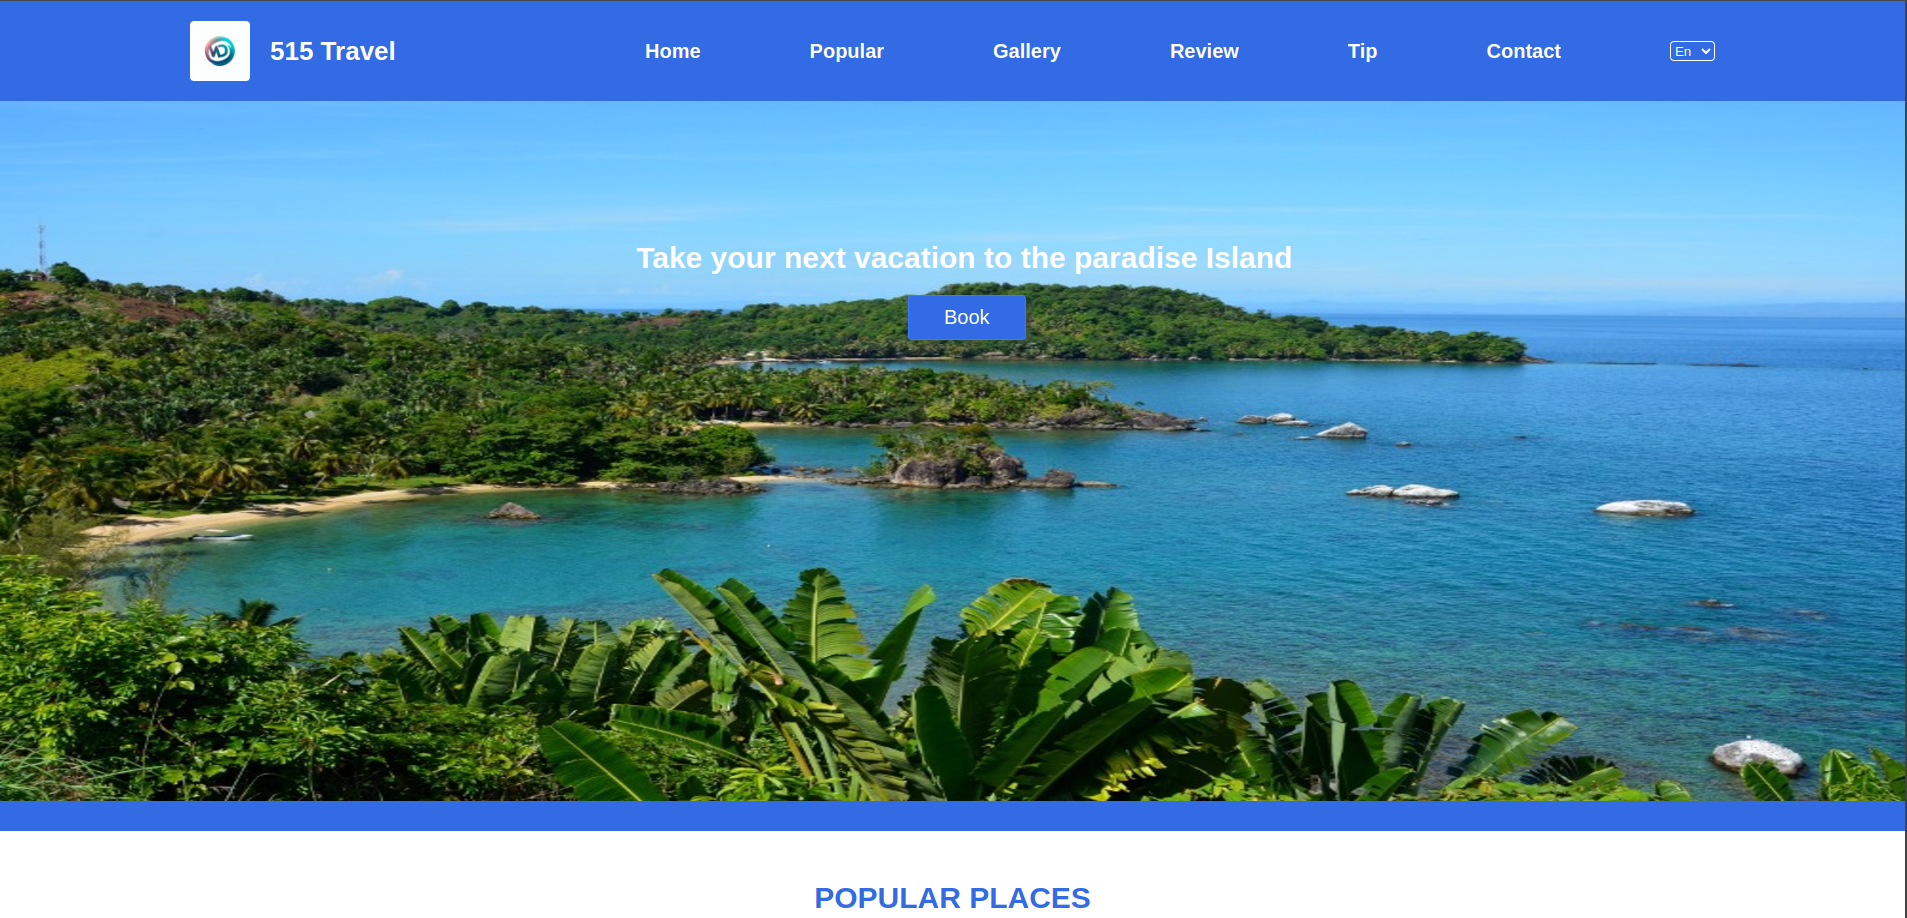 515 Travel
Home
Popular
Gallery
Review
Tip
Contact
En
Take your next vacation to the paradise Island
Book
POPULAR PLACES